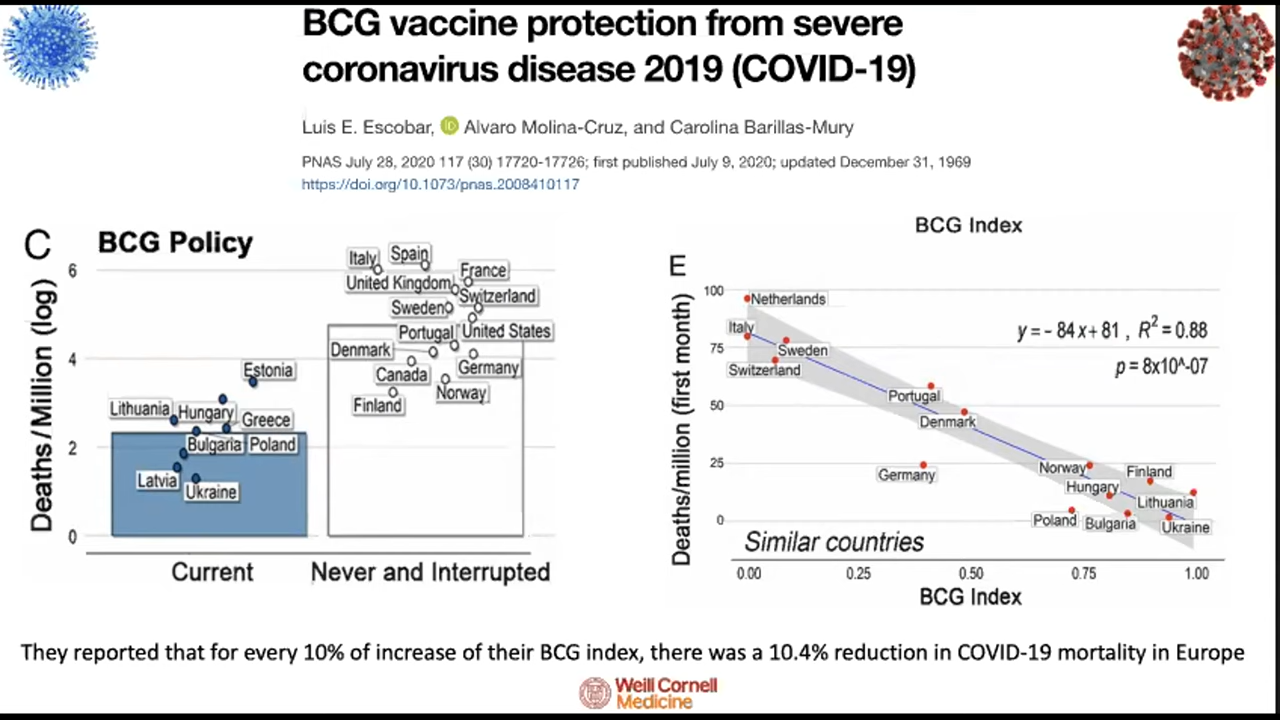 BCG vaccine protection from severe
coronavirus disease 2019 (COVID-19)
Luis E. Escobar, iD Alvaro Molina-Cruz, and Carolina Barillas-Mury
PNAS July 28, 2020 117 (30) 17720-17726; first published July 9, 2020; updated December 31, 1969
https://doi.org/10.1073/pnas.2008410117
C BCG Policy
Deaths/Million (log)
6
4
2
0
Italy
Spain
France
United Kingdom
Switzerland
Sweden
Portugal
United States
Denmark
Germany
Canada
Norway
Finland
Estonia
Lithuania
Hungary
Greece
Bulgaria
Poland
Latvia
Ukraine
Current
Never and Interrupted
BCG Index
E
Deaths/million (first month)
100
75
50
25
0
Netherlands
Italy
Sweden
Switzerland
Portugal
Denmark
Germany
Norway
Finland
Hungary
Lithuania
Poland
Bulgaria
Ukraine
y = - 84 x + 81 , R² = 0.88
p = 8x10^-07
Similar countries
0.00 0.25 0.50 0.75 1.00
BCG Index
They reported that for every 10% of increase of their BCG index, there was a 10.4% reduction in COVID-19 mortality in Europe
Weill Cornell
Medicine